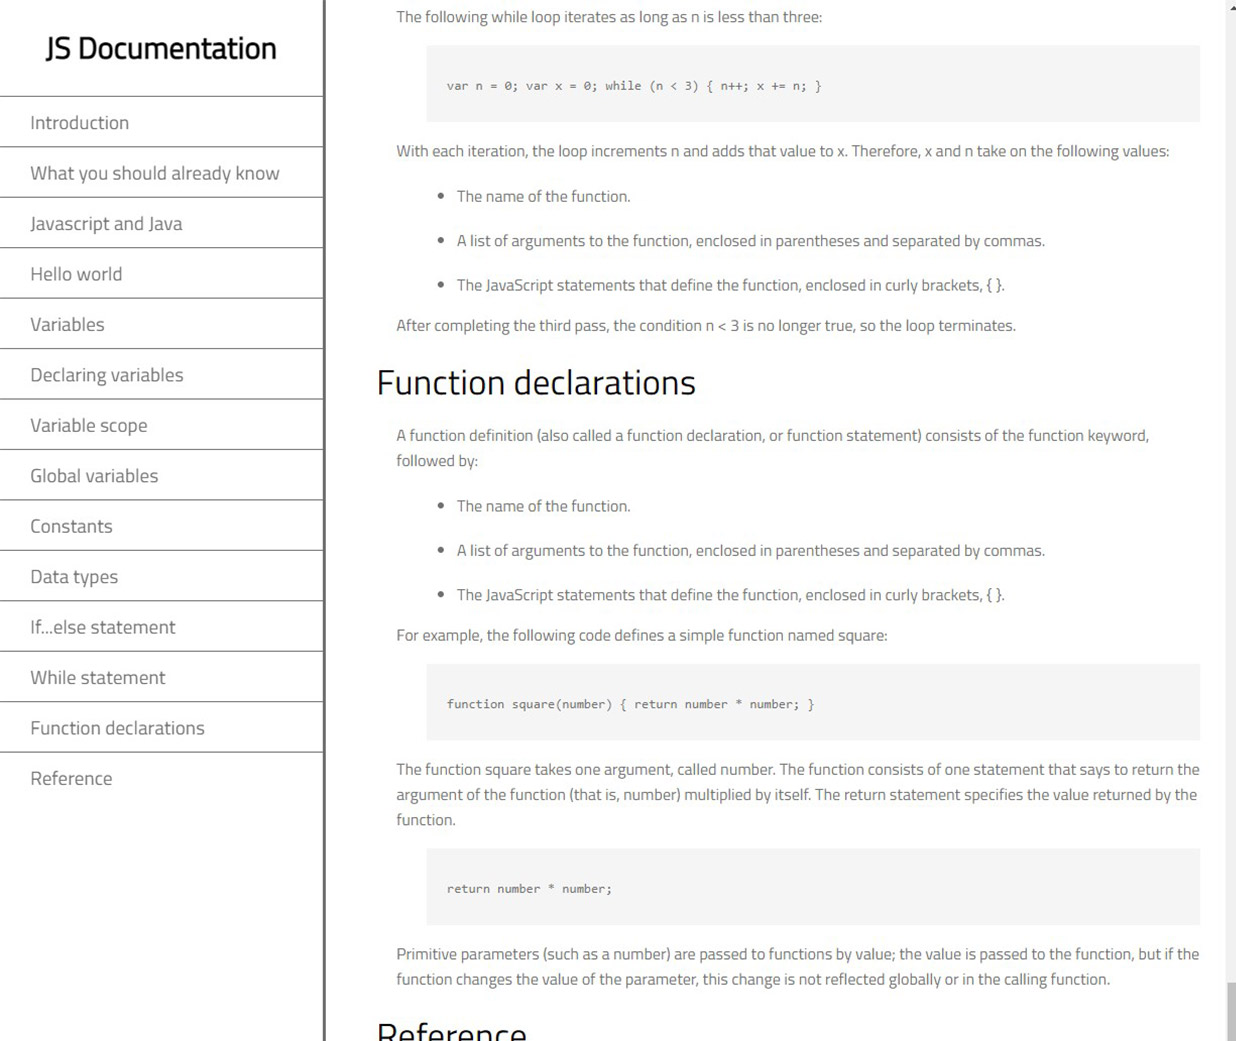 JS Documentation
Introduction
What you should already know
Javascript and Java
Hello world
Variables
Declaring variables
Variable scope
Global variables
Constants
Data types
If...else statement
While statement
Function declarations
Reference
The following while loop iterates as long as n is less than three:
var n = 0; var x = 0; while (n < 3) { n++; x += n; }
With each iteration, the loop increments n and adds that value to x. Therefore, x and n take on the following values:
The name of the function.
A list of arguments to the function, enclosed in parentheses and separated by commas.
The JavaScript statements that define the function, enclosed in curly brackets, { }.
After completing the third pass, the condition n < 3 is no longer true, so the loop terminates.
Function declarations
A function definition (also called a function declaration, or function statement) consists of the function keyword,
followed by:
The name of the function.
A list of arguments to the function, enclosed in parentheses and separated by commas.
The JavaScript statements that define the function, enclosed in curly brackets, { }.
For example, the following code defines a simple function named square:
function square(number) { return number * number; }
The function square takes one argument, called number. The function consists of one statement that says to return the
argument of the function (that is, number) multiplied by itself. The return statement specifies the value returned by the
function.
return number * number;
Primitive parameters (such as a number) are passed to functions by value; the value is passed to the function, but if the
function changes the value of the parameter, this change is not reflected globally or in the calling function.
Reference